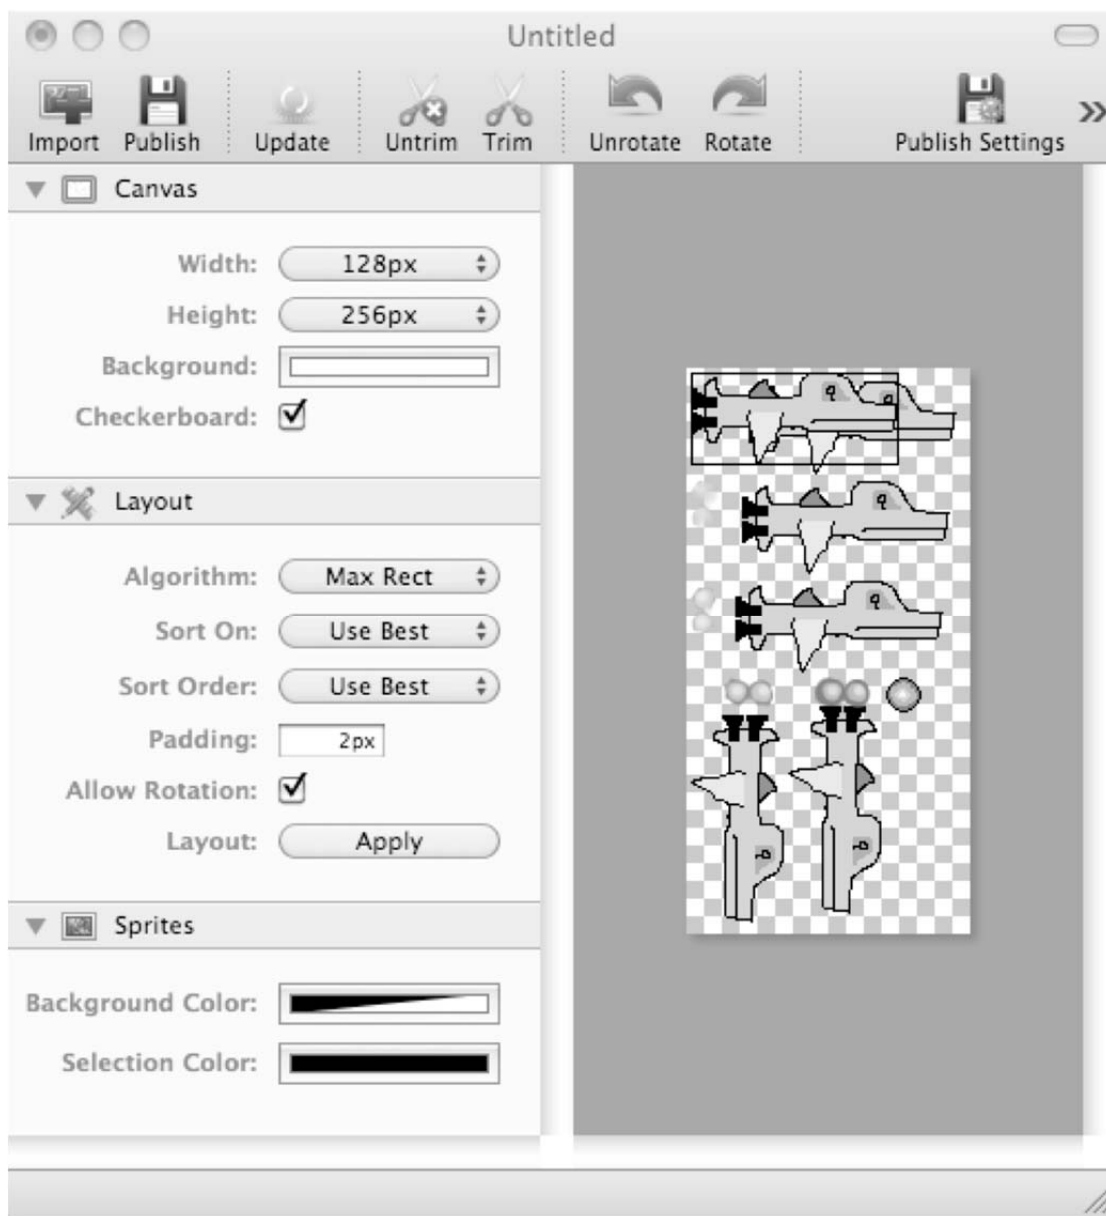 Untitled
Import Publish Update Untrim Trim Unrotate Rotate Publish Settings
Canvas
Width: 128px
Height: 256px
Background:
Checkerboard:
Layout
Algorithm: Max Rect
Sort On: Use Best
Sort Order: Use Best
Padding: 2px
Allow Rotation:
Layout: Apply
Sprites
Background Color:
Selection Color: